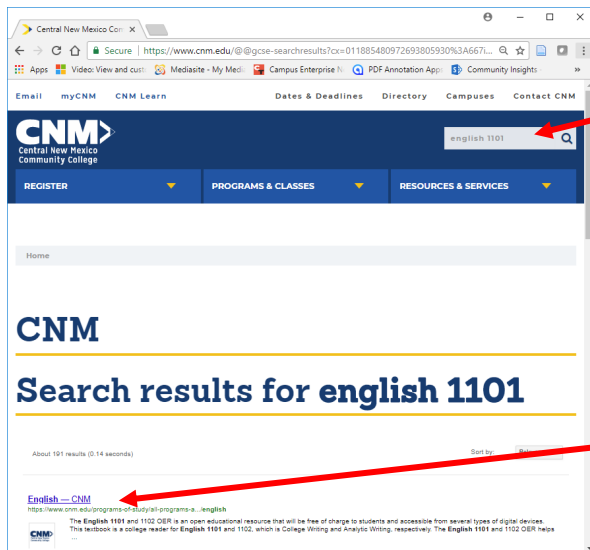 Central New Mexico Com
Secure | https://www.cnm.edu/@@gcse-searchresults?cx=01188548097269380593​0%3A667i...
Apps Video: View and custo Mediasite - My Media Campus Enterprise N PDF Annotation App Community Insights - »
Email myCNM CNM Learn Dates & Deadlines Directory Campuses Contact CNM
CNM
Central New Mexico
Community College
english 1101
REGISTER PROGRAMS & CLASSES RESOURCES & SERVICES
Home
CNM
Search results for english 1101
About 191 results (0.14 seconds) Sort by:
English — CNM
https://www.cnm.edu/programs-of-study/all-programs-a.../english
The English 1101 and 1102 OER is an open educational resource that will be free of charge to students and accessible from several types of digital devices.
CNM This textbook is a college reader for English 1101 and 1102, which is College Writing and Analytic Writing, respectively. The English 1101 and 1102 OER helps
...